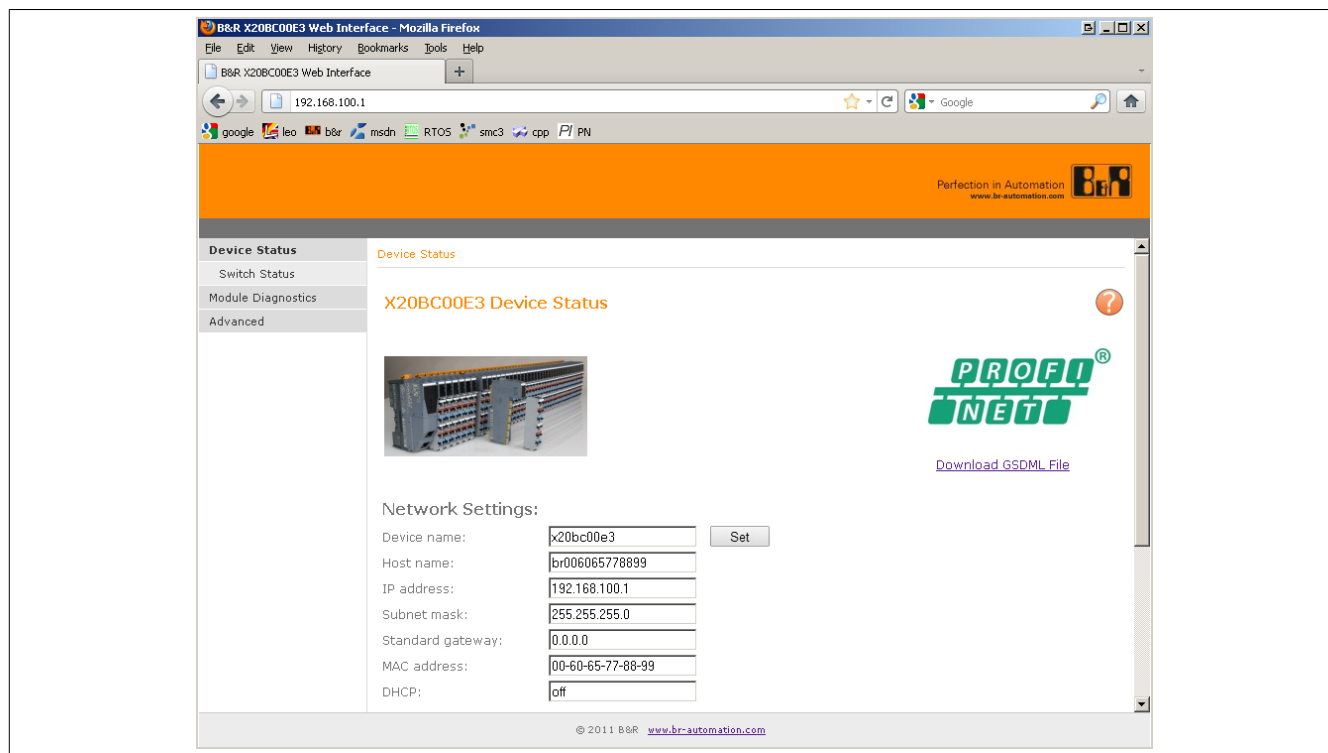 B&R X20BC00E3 Web Interface - Mozilla Firefox
File Edit View History Bookmarks Tools Help
B&R X20BC00E3 Web Interface
192.168.100.1
Google
google leo b&r msdn RTOS smc3 cpp PI PN
Perfection in Automation
www.br-automation.com
B&R
Device Status
Switch Status
Module Diagnostics
Advanced
Device Status
X20BC00E3 Device Status
?
PROFI
NET
®
Download GSDML File
Network Settings:
Device name: x20bc00e3 Set
Host name: br006065778899
IP address: 192.168.100.1
Subnet mask: 255.255.255.0
Standard gateway: 0.0.0.0
MAC address: 00-60-65-77-88-99
DHCP: off
© 2011 B&R www.br-automation.com